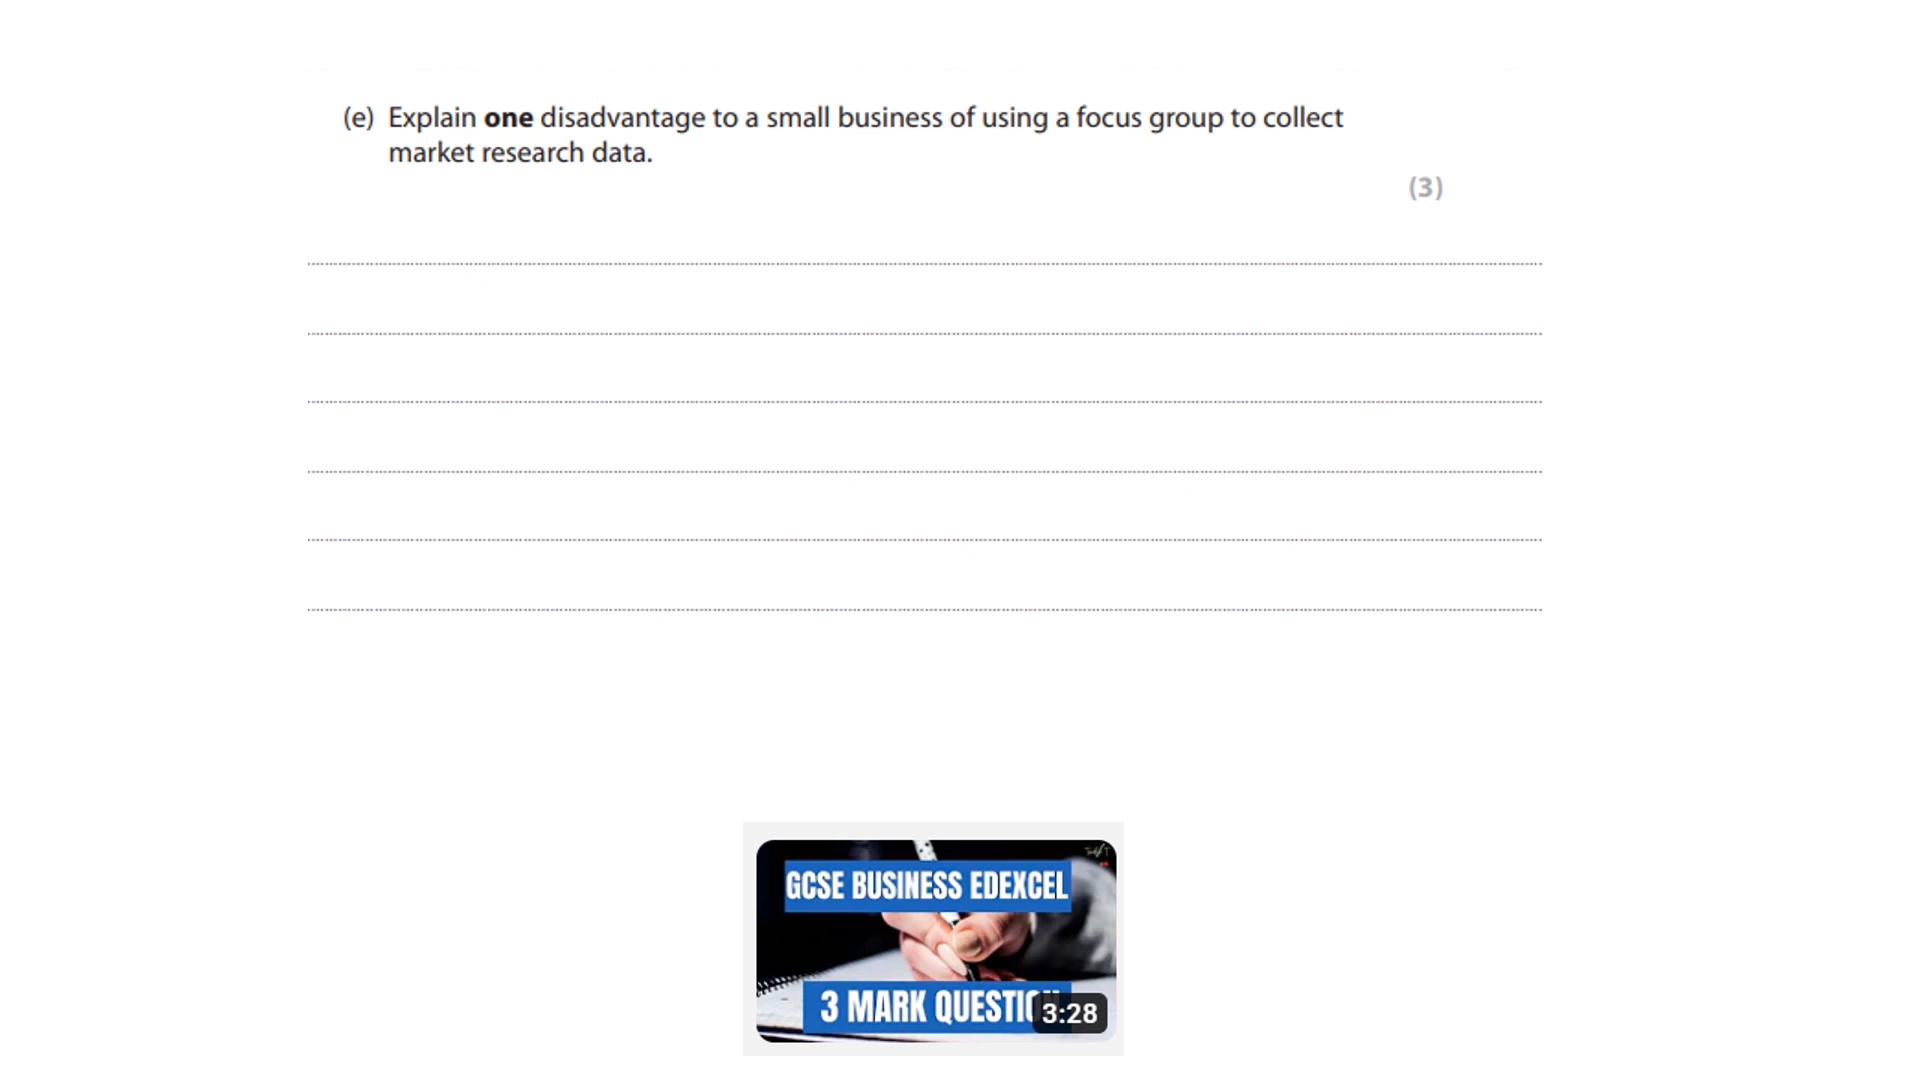 (e) Explain one disadvantage to a small business of using a focus group to collect
market research data.
(3)
GCSE BUSINESS EDEXCEL
3 MARK QUESTIO
3:28